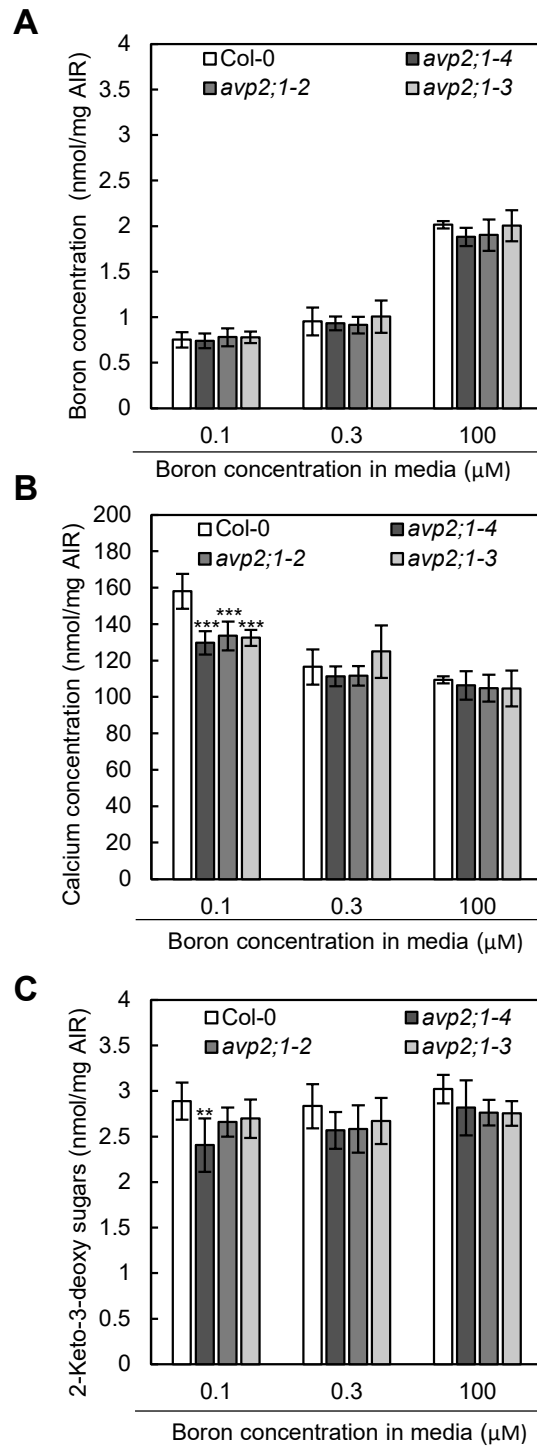 A
Boron concentration (nmol/mg AIR)
4
3.5
3
2.5
2
1.5
1
0.5
0
Col-0 avp2;1-4
avp2;1-2 avp2;1-3
0.1 0.3 100
Boron concentration in media (μM)
B
Calcium concentration (nmol/mg AIR)
200
180
160
140
120
100
80
60
40
20
0
Col-0 avp2;1-4
avp2;1-2 avp2;1-3
*** *** ***
0.1 0.3 100
Boron concentration in media (μM)
C
2-Keto-3-deoxy sugars (nmol/mg AIR)
4
3.5
3
2.5
2
1.5
1
0.5
0
Col-0 avp2;1-4
avp2;1-2 avp2;1-3
**
0.1 0.3 100
Boron concentration in media (μM)